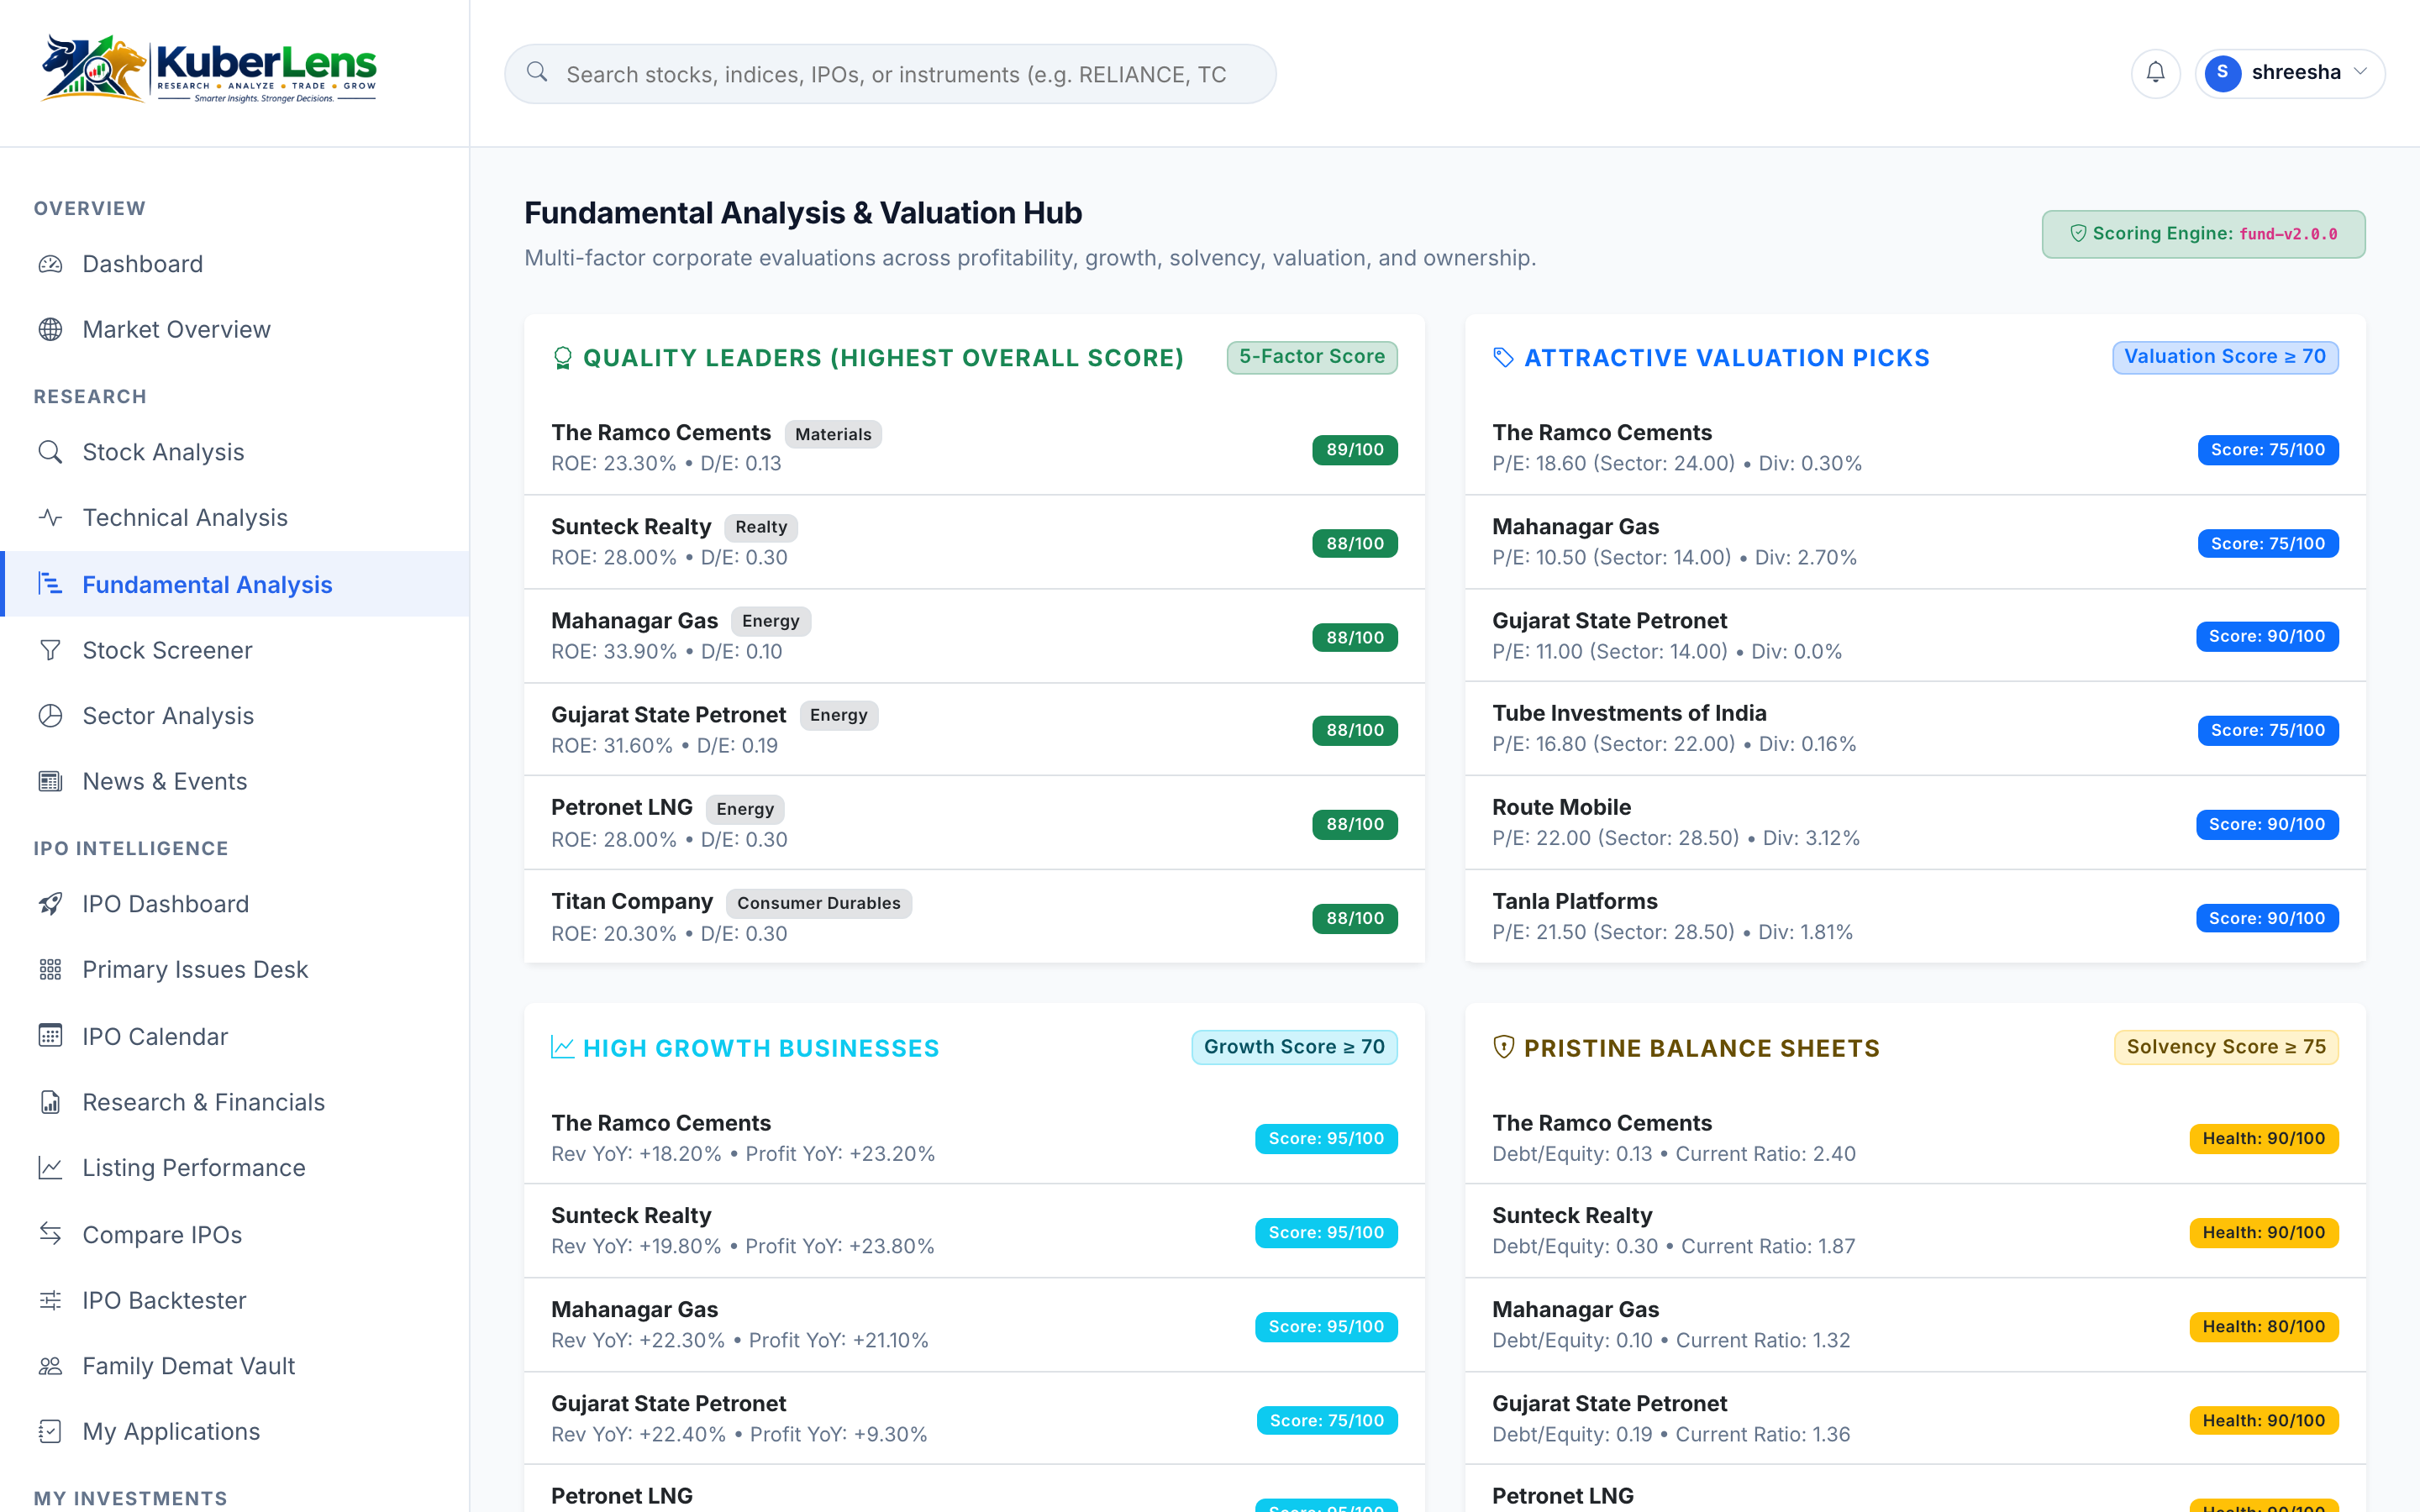 KuberLens
RESEARCH • ANALYZE • TRADE • GROW
Smarter Insights. Stronger Decisions.
Search stocks, indices, IPOs, or instruments (e.g. RELIANCE, TC
S
shreesha
OVERVIEW
Dashboard
Market Overview
RESEARCH
Stock Analysis
Technical Analysis
Fundamental Analysis
Stock Screener
Sector Analysis
News & Events
IPO INTELLIGENCE
IPO Dashboard
Primary Issues Desk
IPO Calendar
Research & Financials
Listing Performance
Compare IPOs
IPO Backtester
Family Demat Vault
My Applications
MY INVESTMENTS
Fundamental Analysis & Valuation Hub
Multi-factor corporate evaluations across profitability, growth, solvency, valuation, and ownership.
Scoring Engine: fund-v2.0.0
QUALITY LEADERS (HIGHEST OVERALL SCORE) 5-Factor Score
The Ramco Cements Materials
ROE: 23.30% • D/E: 0.13
89/100
Sunteck Realty Realty
ROE: 28.00% • D/E: 0.30
88/100
Mahanagar Gas Energy
ROE: 33.90% • D/E: 0.10
88/100
Gujarat State Petronet Energy
ROE: 31.60% • D/E: 0.19
88/100
Petronet LNG Energy
ROE: 28.00% • D/E: 0.30
88/100
Titan Company Consumer Durables
ROE: 20.30% • D/E: 0.30
88/100
ATTRACTIVE VALUATION PICKS Valuation Score ≥ 70
The Ramco Cements
P/E: 18.60 (Sector: 24.00) • Div: 0.30%
Score: 75/100
Mahanagar Gas
P/E: 10.50 (Sector: 14.00) • Div: 2.70%
Score: 75/100
Gujarat State Petronet
P/E: 11.00 (Sector: 14.00) • Div: 0.0%
Score: 90/100
Tube Investments of India
P/E: 16.80 (Sector: 22.00) • Div: 0.16%
Score: 75/100
Route Mobile
P/E: 22.00 (Sector: 28.50) • Div: 3.12%
Score: 90/100
Tanla Platforms
P/E: 21.50 (Sector: 28.50) • Div: 1.81%
Score: 90/100
HIGH GROWTH BUSINESSES Growth Score ≥ 70
The Ramco Cements
Rev YoY: +18.20% • Profit YoY: +23.20%
Score: 95/100
Sunteck Realty
Rev YoY: +19.80% • Profit YoY: +23.80%
Score: 95/100
Mahanagar Gas
Rev YoY: +22.30% • Profit YoY: +21.10%
Score: 95/100
Gujarat State Petronet
Rev YoY: +22.40% • Profit YoY: +9.30%
Score: 75/100
Petronet LNG
Score: 95/100
PRISTINE BALANCE SHEETS Solvency Score ≥ 75
The Ramco Cements
Debt/Equity: 0.13 • Current Ratio: 2.40
Health: 90/100
Sunteck Realty
Debt/Equity: 0.30 • Current Ratio: 1.87
Health: 90/100
Mahanagar Gas
Debt/Equity: 0.10 • Current Ratio: 1.32
Health: 80/100
Gujarat State Petronet
Debt/Equity: 0.19 • Current Ratio: 1.36
Health: 90/100
Petronet LNG
Health: 90/100